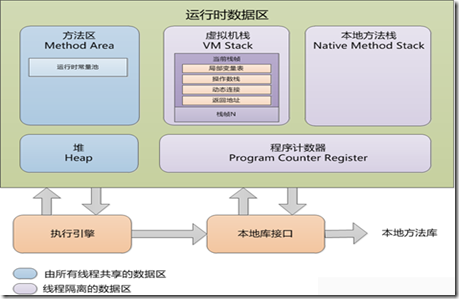 运行时数据区
方法区
Method Area
运行时常量池
虚拟机栈
VM Stack
当前栈帧
局部变量表
操作数栈
动态连接
返回地址
栈帧N
本地方法栈
Native Method Stack
堆
Heap
程序计数器
Program Counter Register
执行引擎
本地库接口
本地方法库
由所有线程共享的数据区
线程隔离的数据区